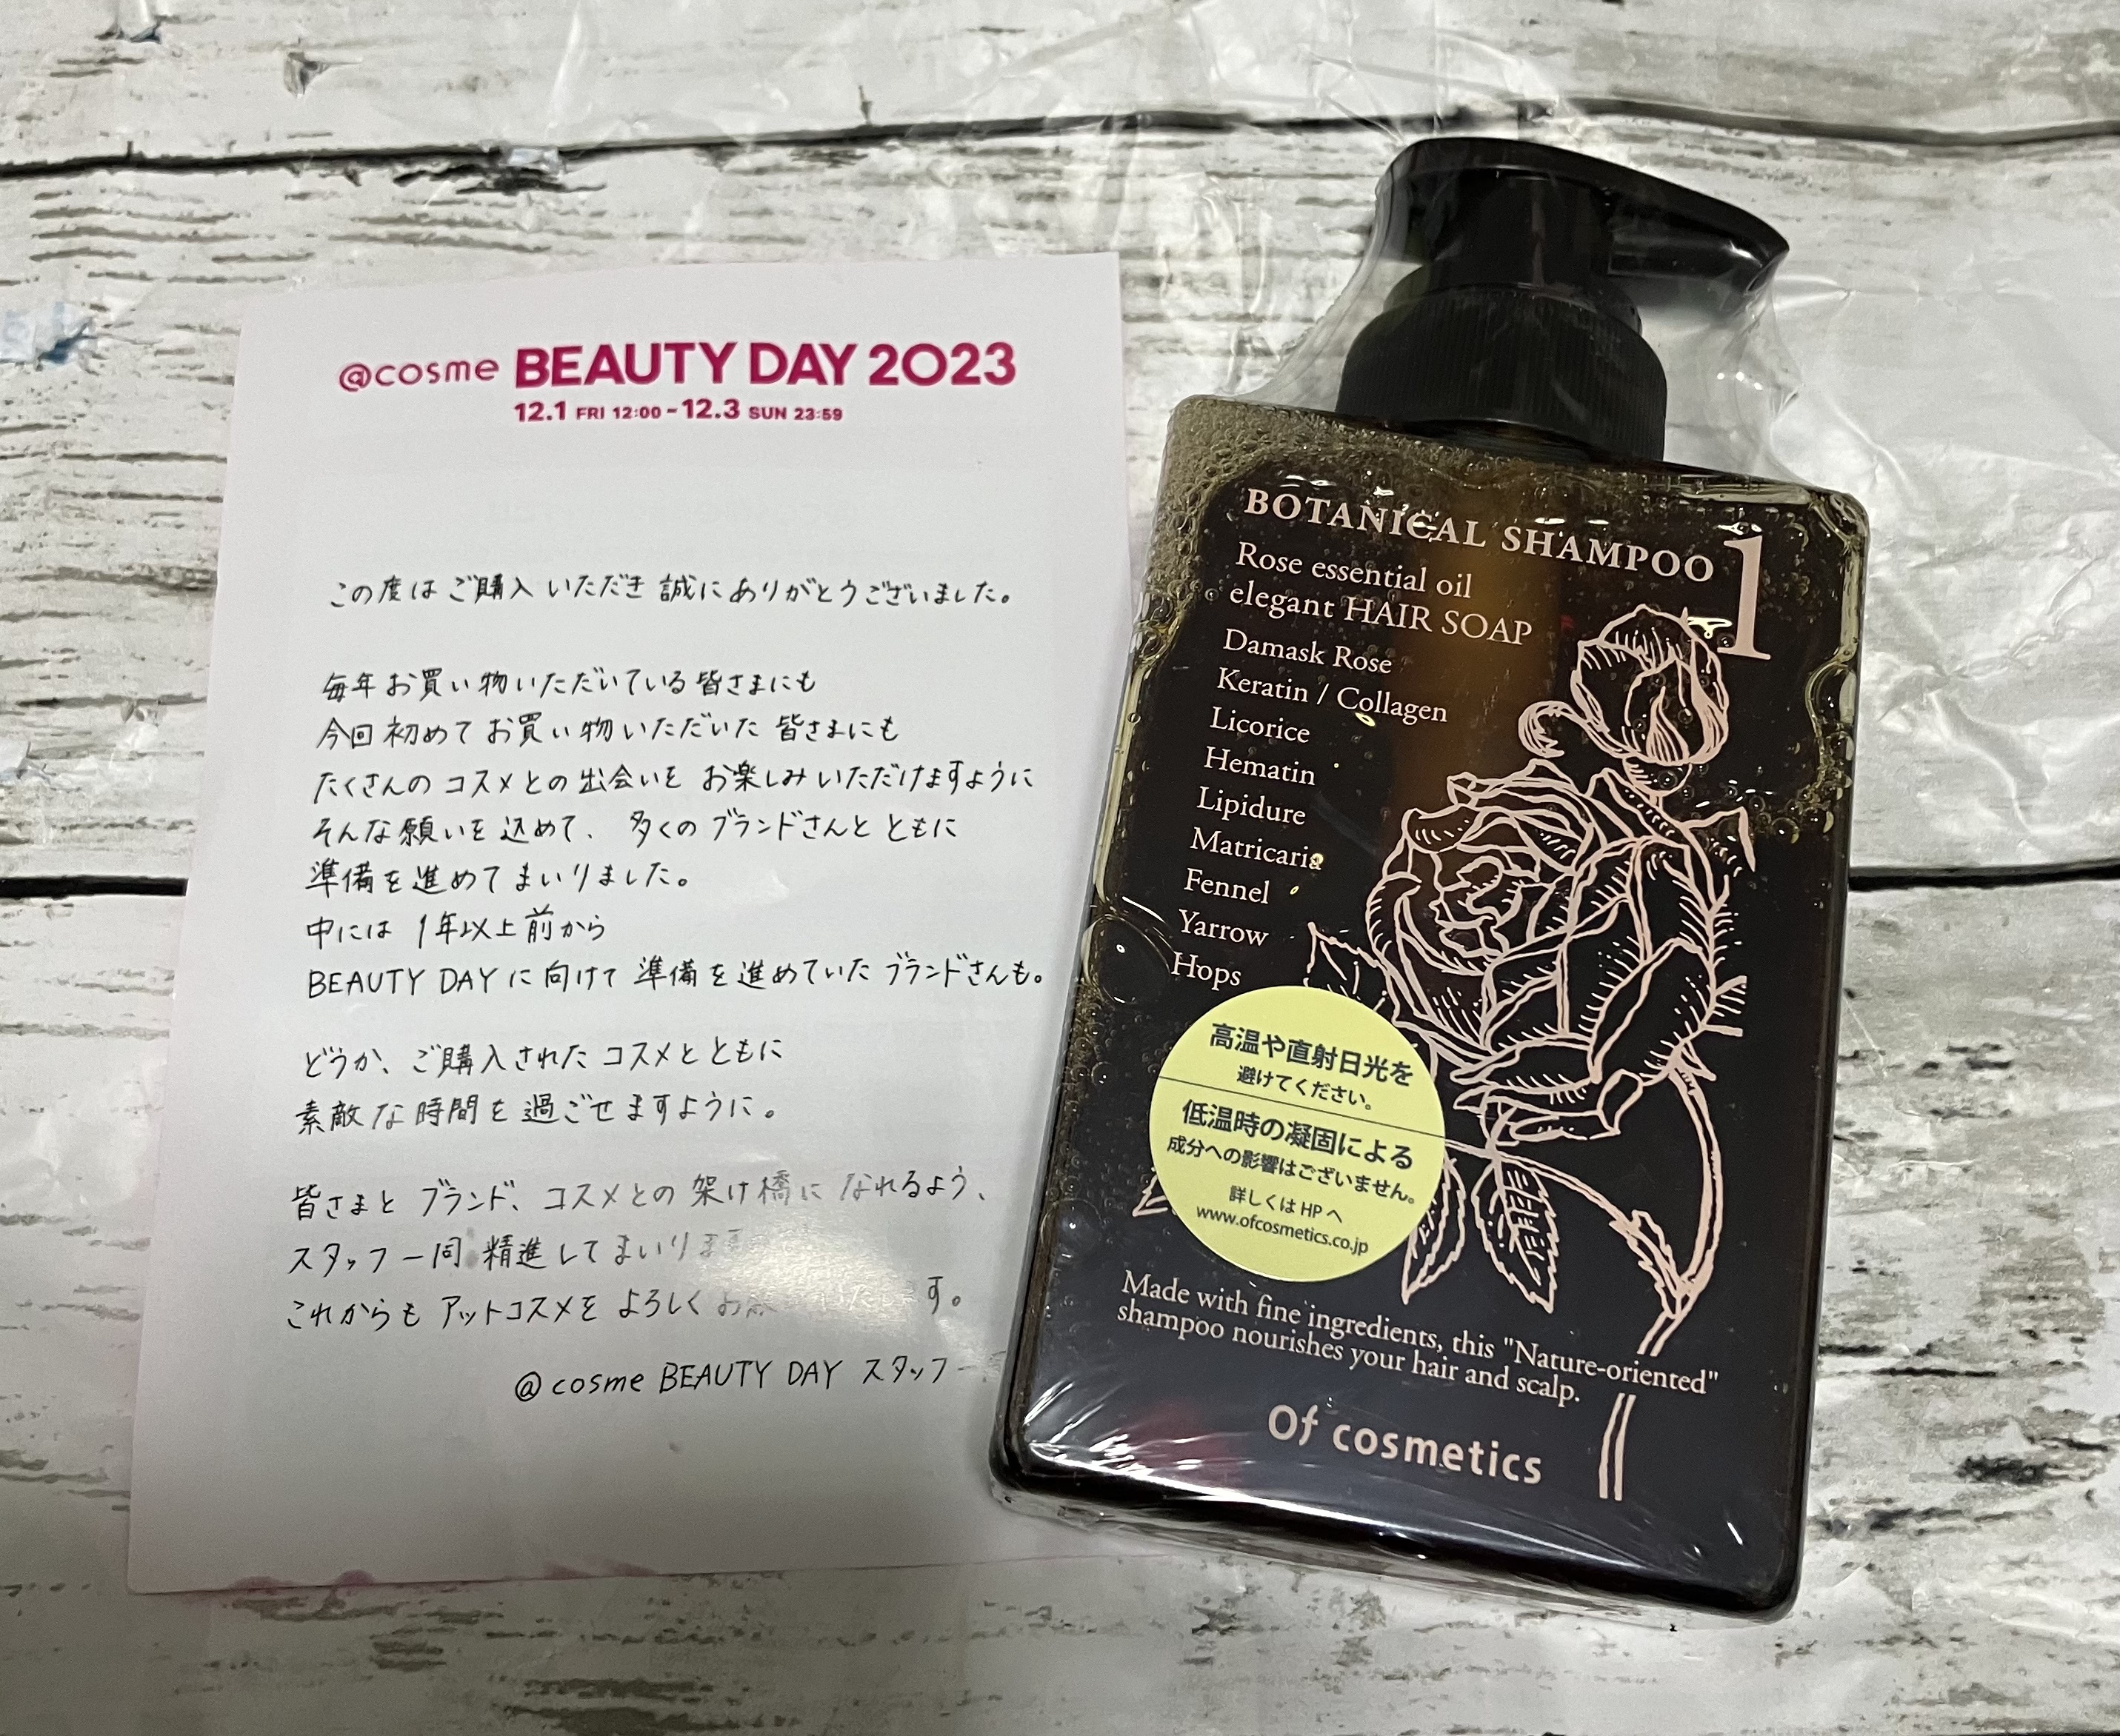 @cosme BEAUTY DAY 2023
12.1 FRI 12:00 - 12.3 SUN 23:59
この度は ご購入 いただき 誠に ありがとうございました。
毎年 お買い物いただいている 皆さまにも
今回 初めて お買い物 いただいた 皆さまにも
たくさんの コスメとの 出会いを お楽しみいただけますように
そんな 願いを 込めて、 多くの ブランドさんと ともに
準備を 進めて まいりました。
中には 1年以上 前から
BEAUTY DAY に 向けて 準備 を 進めていた ブランドさんも。
どうか、ご購入された コスメと ともに
素敵な 時間 を 過ごせますように。
皆さまと ブランド、コスメとの 架け橋に なれるよう、
スタッフ一同 精進して まいりま
これからも アットコスメを よろしく お す。
@cosme BEAUTY DAY スタッフ一
BOTANICAL SHAMPOO 1
Rose essential oil
elegant HAIR SOAP
Damask Rose
Keratin / Collagen
Licorice
Hematin
Lipidure
Matricaria
Fennel
Yarrow
Hops
高温や直射日光を
避けてください。
低温時の凝固による
成分への影響はございません。
詳しくは HP へ
www.ofcosmetics.co.jp
Made with fine ingredients, this "Nature-oriented"
shampoo nourishes your hair and scalp.
Of cosmetics